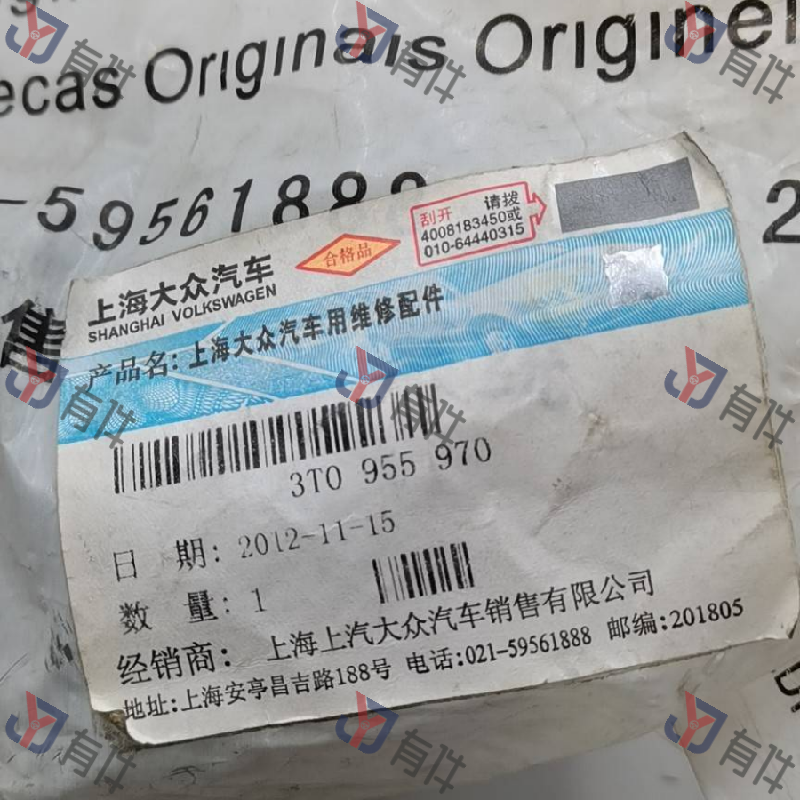 ecas Originais Originel
-59561888
2
售
上海大众汽车
SHANGHAI VOLKSWAGEN
合格品
刮开 请拨
4008183450或
010-64440315
产品名: 上海大众汽车用维修配件
3T0 955 970
日 期: 2012-11-15
数 量: 1
经销商: 上海上汽大众汽车销售有限公司
地址: 上海安亭昌吉路188号 电话:021-59561888 邮编:201805
有件